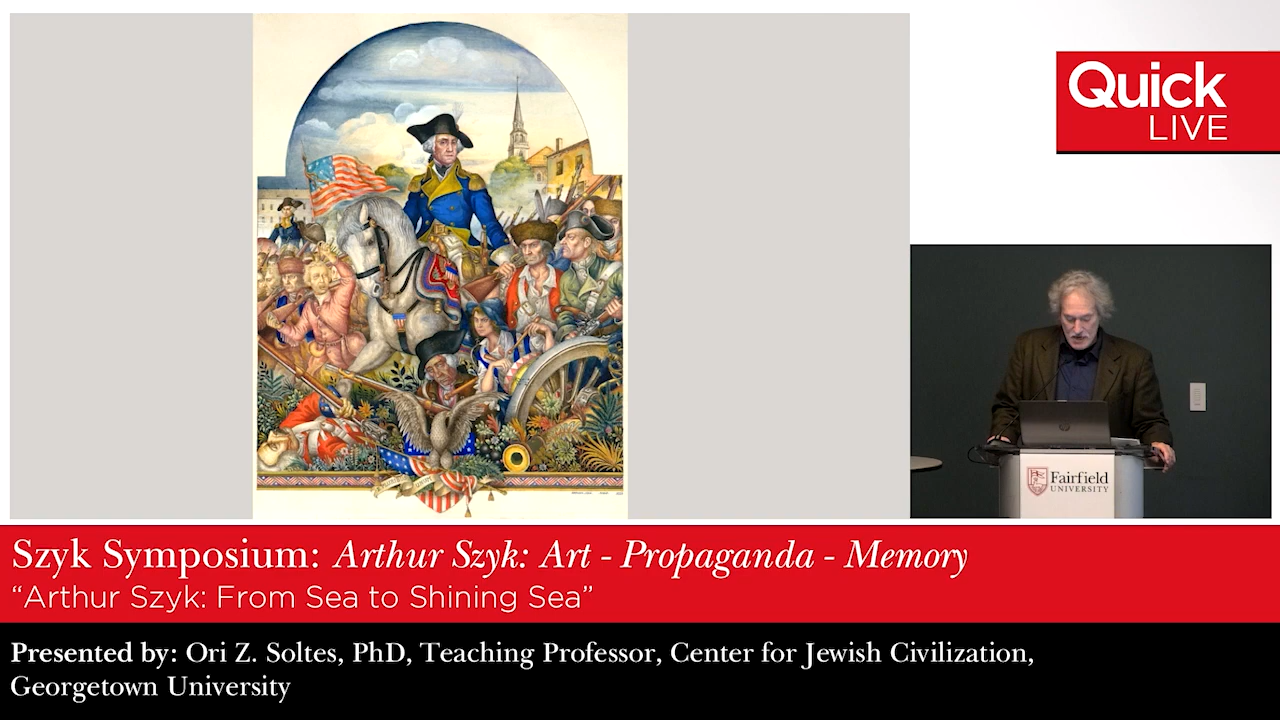 Quick
LIVE
Fairfield
UNIVERSITY
Szyk Symposium: Arthur Szyk: Art - Propaganda - Memory
“Arthur Szyk: From Sea to Shining Sea”
Presented by: Ori Z. Soltes, PhD, Teaching Professor, Center for Jewish Civilization,
Georgetown University